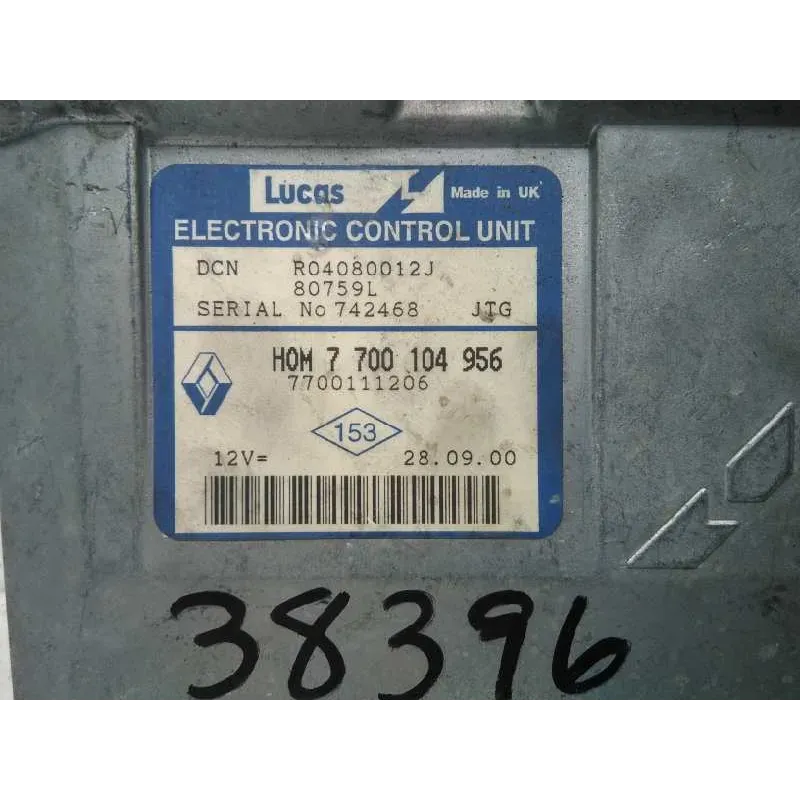 Lucas Made in UK
ELECTRONIC CONTROL UNIT
DCN R04080012J
80759L
SERIAL No 742468 JTG
HOM 7 700 104 956
7700111206
153
12V= 28.09.00
38396